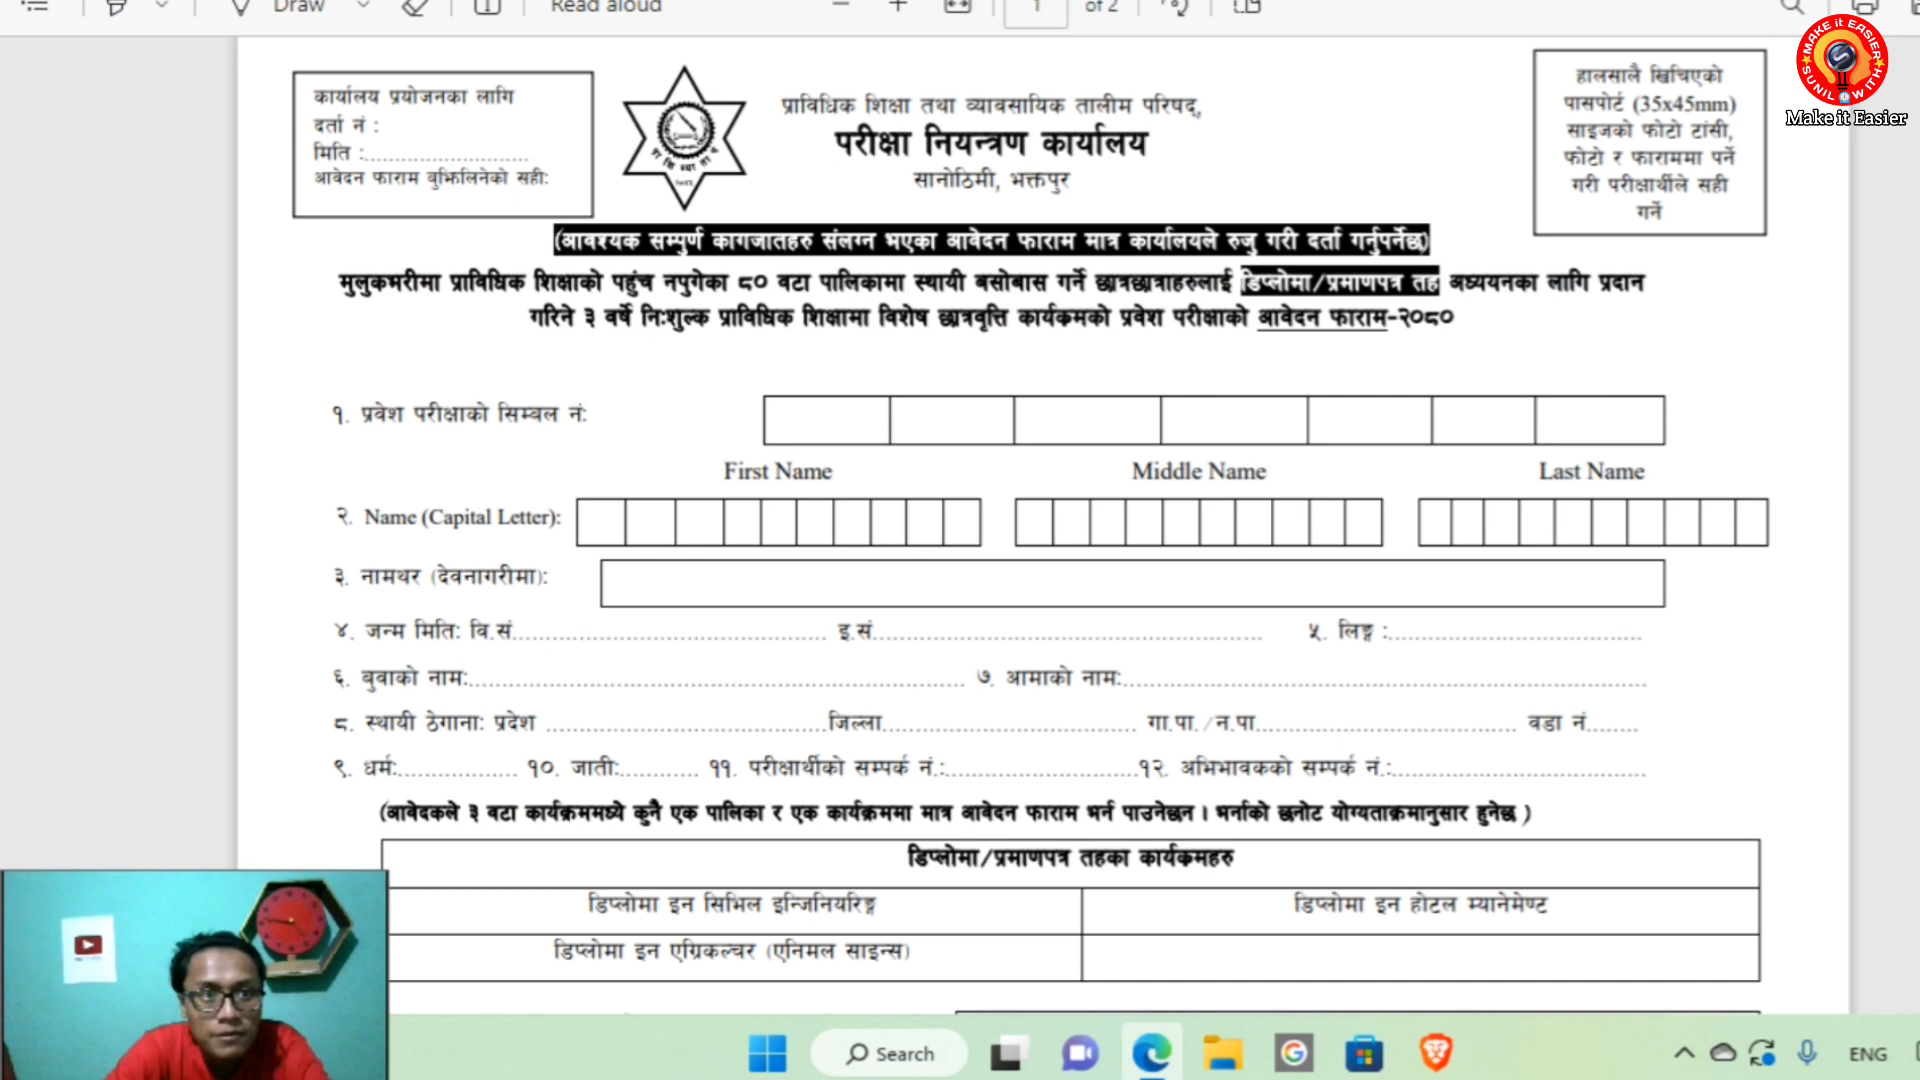 Draw
Read aloud
1
of 2
MAKE it EASIER
SUNIL WITH
Make it Easier
कार्यालय प्रयोजनका लागि
दर्ता नं :
मिति :............................
आवेदन फाराम बुझिलिनेको सही:
प्राविधिक शिक्षा तथा व्यावसायिक तालीम परिषद्,
परीक्षा नियन्त्रण कार्यालय
सानोठिमी, भक्तपुर
हालसालै खिचिएको
पासपोर्ट (35x45mm)
साइजको फोटो टांसी,
फोटो र फाराममा पर्ने
गरी परीक्षार्थीले सही
गर्ने
(आवश्यक सम्पुर्ण कागजातहरु संलग्न भएका आवेदन फाराम मात्र कार्यालयले रुजु गरी दर्ता गर्नुपर्नेछ)
मुलुकभरीमा प्राविधिक शिक्षाको पहुंच नपुगेका ८० वटा पालिकामा स्थायी बसोबास गर्ने छात्रछात्राहरुलाई डिप्लोमा/प्रमाणपत्र तह अध्ययनका लागि प्रदान
गरिने ३ वर्षे नि:शुल्क प्राविधिक शिक्षामा विशेष छात्रवृत्ति कार्यक्रमको प्रवेश परीक्षाको आवेदन फाराम-२०८०
१. प्रवेश परीक्षाको सिम्बल नं:
First Name Middle Name Last Name
२. Name (Capital Letter):
३. नामथर (देवनागरीमा):
४. जन्म मिति: वि.सं.................................................... इ.सं................................................................ ५. लिङ्ग :..........................................
६. बुवाको नाम:.................................................................................. ७. आमाको नाम:......................................................................................
८. स्थायी ठेगाना: प्रदेश ..............................................जिल्ला.......................................... गा.पा./न.पा........................................... वडा नं.........
९. धर्म:.................... १०. जाती:............. ११. परीक्षार्थीको सम्पर्क नं.:................................१२. अभिभावकको सम्पर्क नं.:..........................................
(आवेदकले ३ वटा कार्यक्रममध्ये कुनै एक पालिका र एक कार्यक्रममा मात्र आवेदन फाराम भर्न पाउनेछन । भर्नाको छनोट योग्यताक्रमानुसार हुनेछ )
डिप्लोमा/प्रमाणपत्र तहका कार्यक्रमहरु
डिप्लोमा इन सिभिल इन्जिनियरिङ्ग डिप्लोमा इन होटल म्यानेमेण्ट
डिप्लोमा इन एग्रिकल्चर (एनिमल साइन्स)
Search
ENG